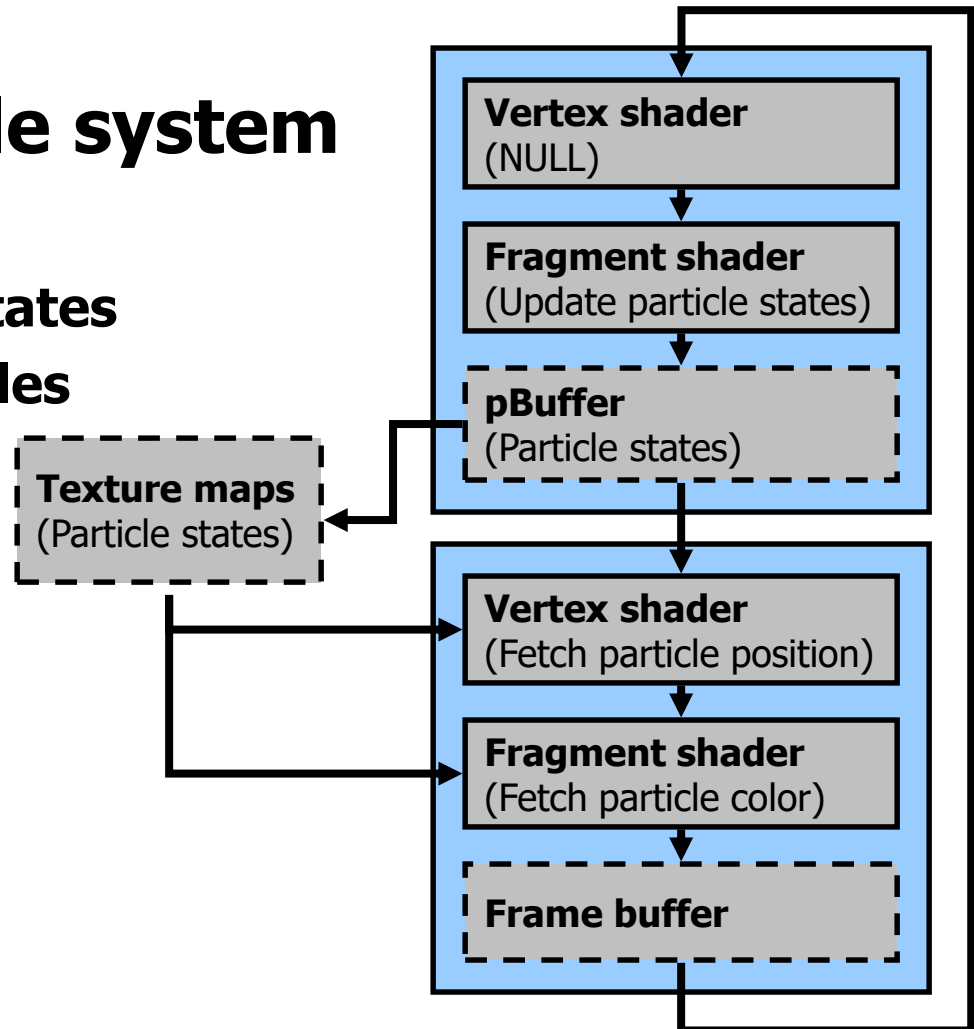 le system
tates
les
Texture maps
(Particle states)
Vertex shader
(NULL)
Fragment shader
(Update particle states)
pBuffer
(Particle states)
Vertex shader
(Fetch particle position)
Fragment shader
(Fetch particle color)
Frame buffer